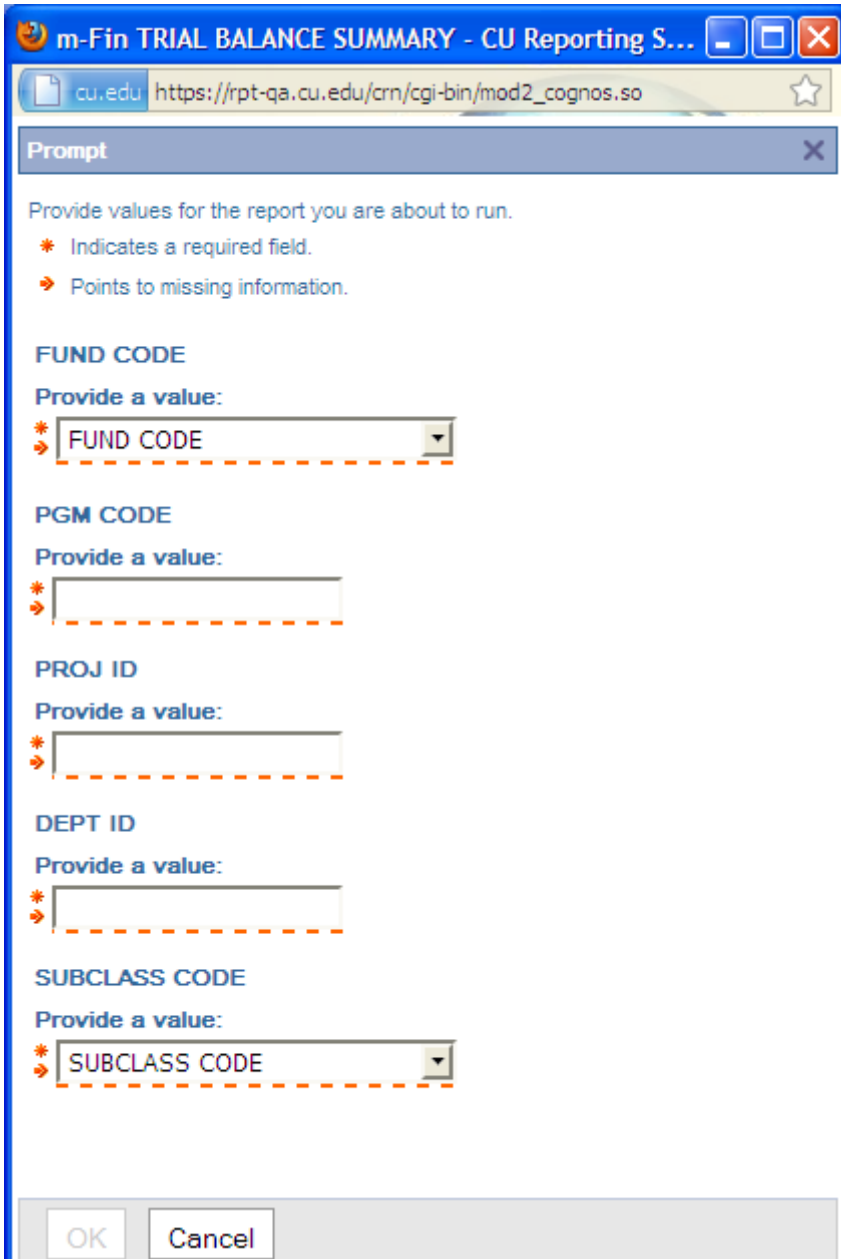 m-Fin TRIAL BALANCE SUMMARY - CU Reporting S...
cu.edu https://rpt-qa.cu.edu/crn/cgi-bin/mod2_cognos.so
Prompt
Provide values for the report you are about to run.
* Indicates a required field.
Points to missing information.
FUND CODE
Provide a value:
* FUND CODE
PGM CODE
Provide a value:
*
PROJ ID
Provide a value:
*
DEPT ID
Provide a value:
*
SUBCLASS CODE
Provide a value:
* SUBCLASS CODE
OK Cancel